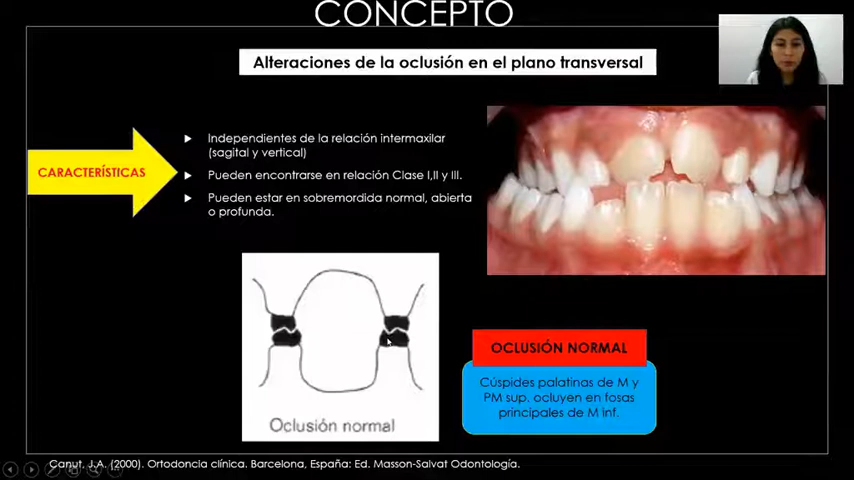 CONCEPTO
Alteraciones de la oclusión en el plano transversal
CARACTERÍSTICAS
Independientes de la relación intermaxilar
(sagital y vertical)
Pueden encontrarse en relación Clase I,II y III.
Pueden estar en sobremordida normal, abierta
o profunda.
Oclusión normal
OCLUSIÓN NORMAL
Cúspides palatinas de M y
PM sup. ocluyen en fosas
principales de M inf.
Canut, J.A. (2000). Ortodoncia clínica. Barcelona, España: Ed. Masson-Salvat Odontología.